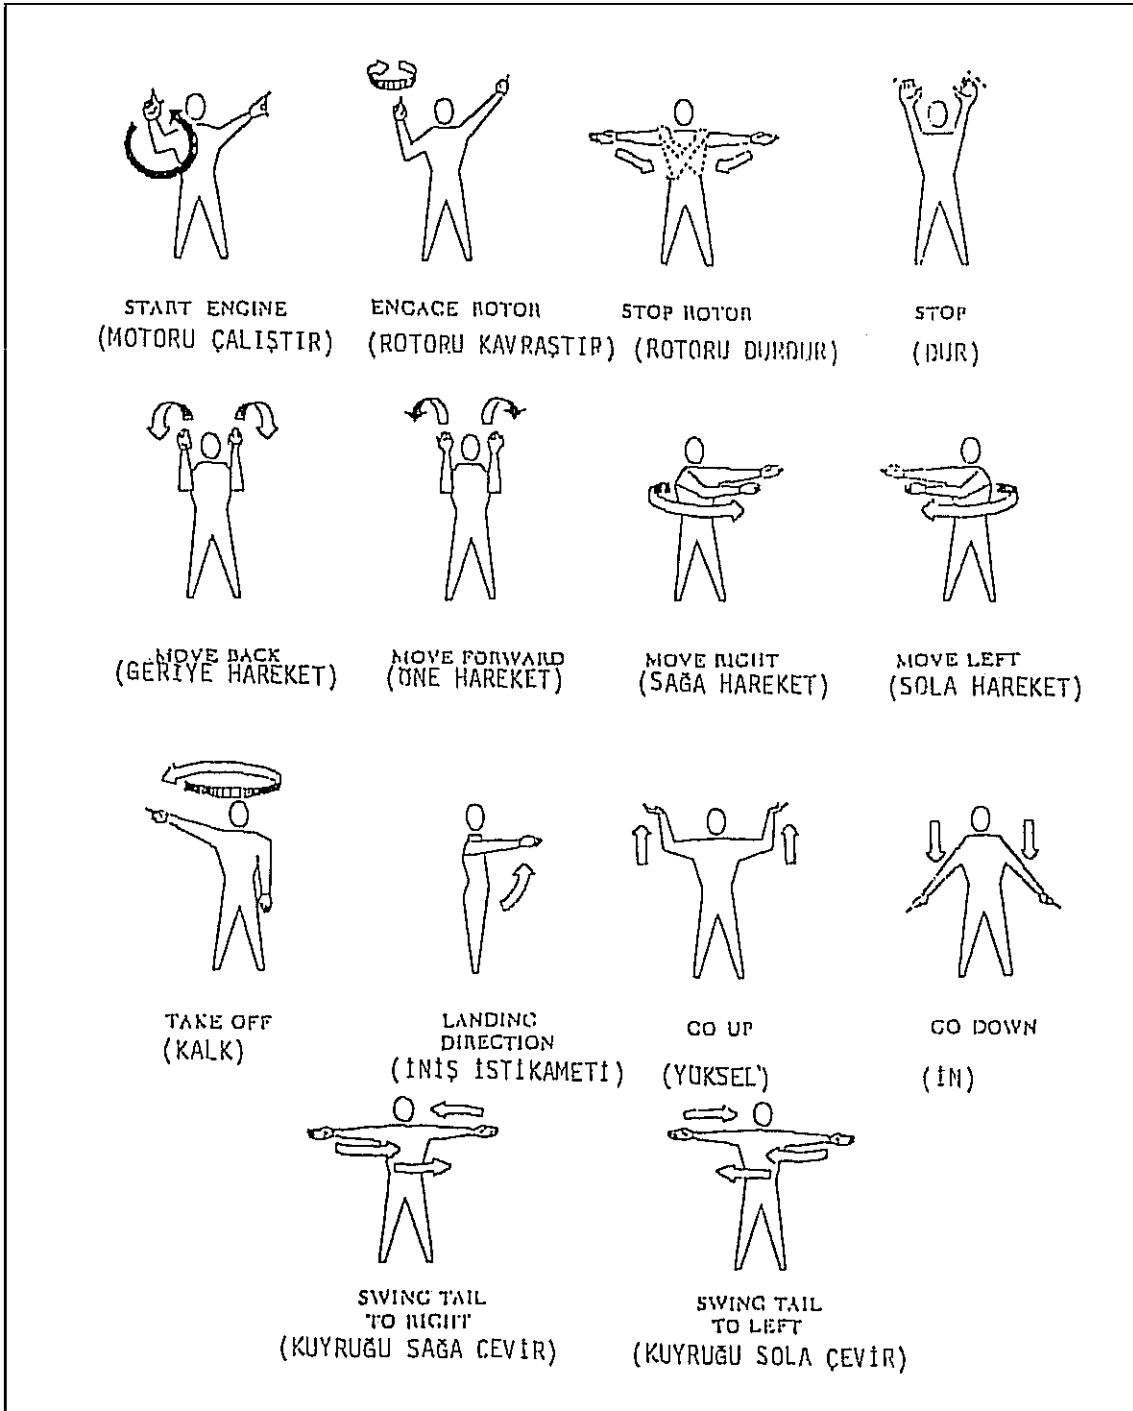 START ENGINE
(MOTORU ÇALIŞTIR)
ENGAGE ROTOR
(ROTORU KAVRAŞTIR)
STOP ROTOR
(ROTORU DURDUR)
STOP
(DUR)
MOVE BACK
(GERİYE HAREKET)
MOVE FORWARD
(ÖNE HAREKET)
MOVE RIGHT
(SAĞA HAREKET)
MOVE LEFT
(SOLA HAREKET)
TAKE OFF
(KALK)
LANDING
DIRECTION
(İNİŞ İSTİKAMETİ)
GO UP
(YUKSEL)
GO DOWN
(İN)
SWING TAIL
TO RIGHT
(KUYRUĞU SAĞA CEVİR)
SWING TAIL
TO LEFT
(KUYRUĞU SOLA ÇEVİR)